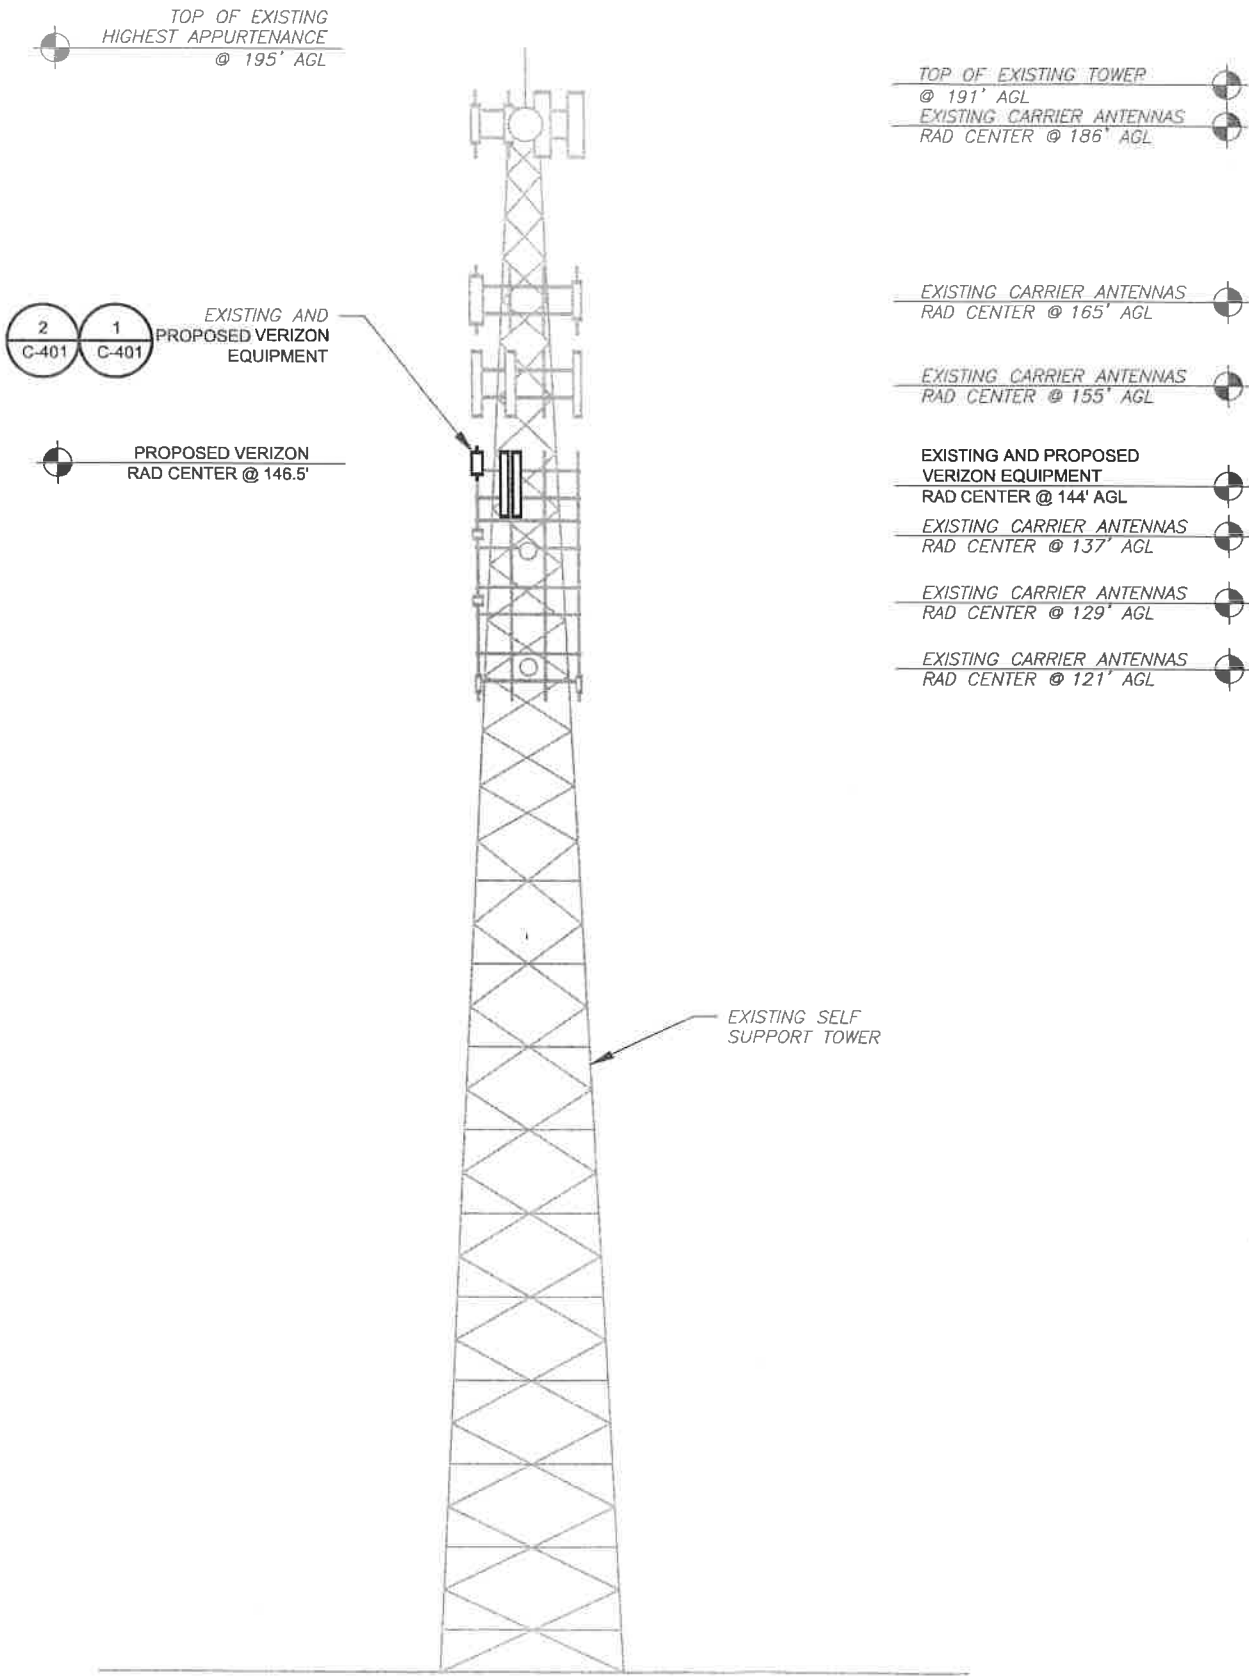 TOP OF EXISTING
HIGHEST APPURTENANCE
@ 195' AGL
TOP OF EXISTING TOWER
@ 191' AGL
EXISTING CARRIER ANTENNAS
RAD CENTER @ 186' AGL
EXISTING CARRIER ANTENNAS
RAD CENTER @ 165' AGL
2
C-401
1
C-401
EXISTING AND
PROPOSED VERIZON
EQUIPMENT
EXISTING CARRIER ANTENNAS
RAD CENTER @ 155' AGL
PROPOSED VERIZON
RAD CENTER @ 146.5'
EXISTING AND PROPOSED
VERIZON EQUIPMENT
RAD CENTER @ 144' AGL
EXISTING CARRIER ANTENNAS
RAD CENTER @ 137' AGL
EXISTING CARRIER ANTENNAS
RAD CENTER @ 129' AGL
EXISTING CARRIER ANTENNAS
RAD CENTER @ 121' AGL
EXISTING SELF
SUPPORT TOWER